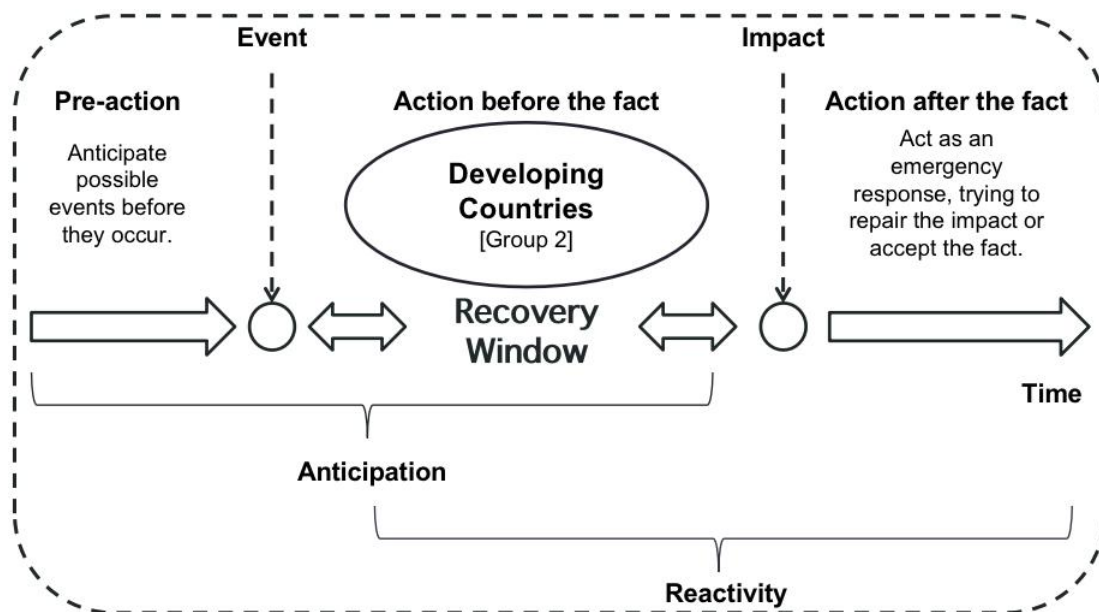 Event
Impact
Pre-action
Action before the fact
Action after the fact
Anticipate
possible
events before
they occur.
Developing
Countries
[Group 2]
Act as an
emergency
response, trying to
repair the impact or
accept the fact.
Recovery
Window
Time
Anticipation
Reactivity